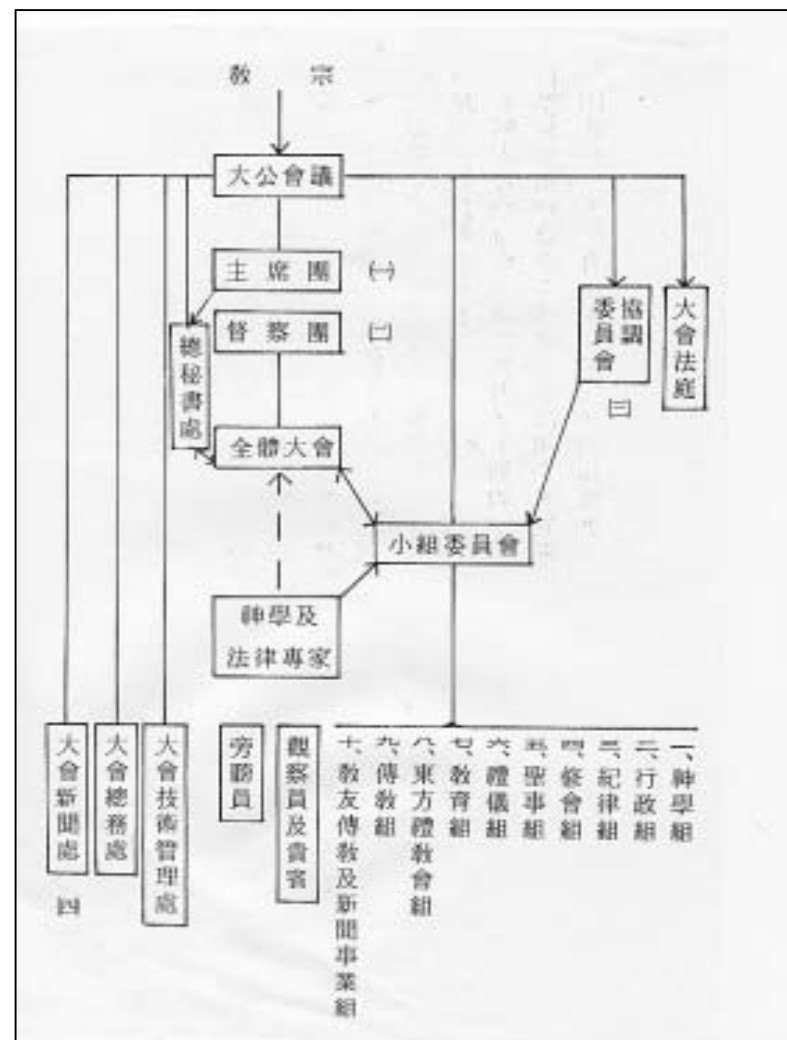 教宗
大公會議
主席團 ㈠
督察團 ㈡
總秘書處
協調
委員會
㈢
大會法庭
全體大會
小組委員會
神學及
法律專家
一、神學組
二、行政組
三、紀律組
四、修會組
五、聖事組
六、禮儀組
七、教育組
八、東方禮教會組
九、傳教組
十、教友傳教及新聞事業組
觀察員及貴賓
旁聽員
大會技術管理處
大會總務處
大會新聞處
㈣